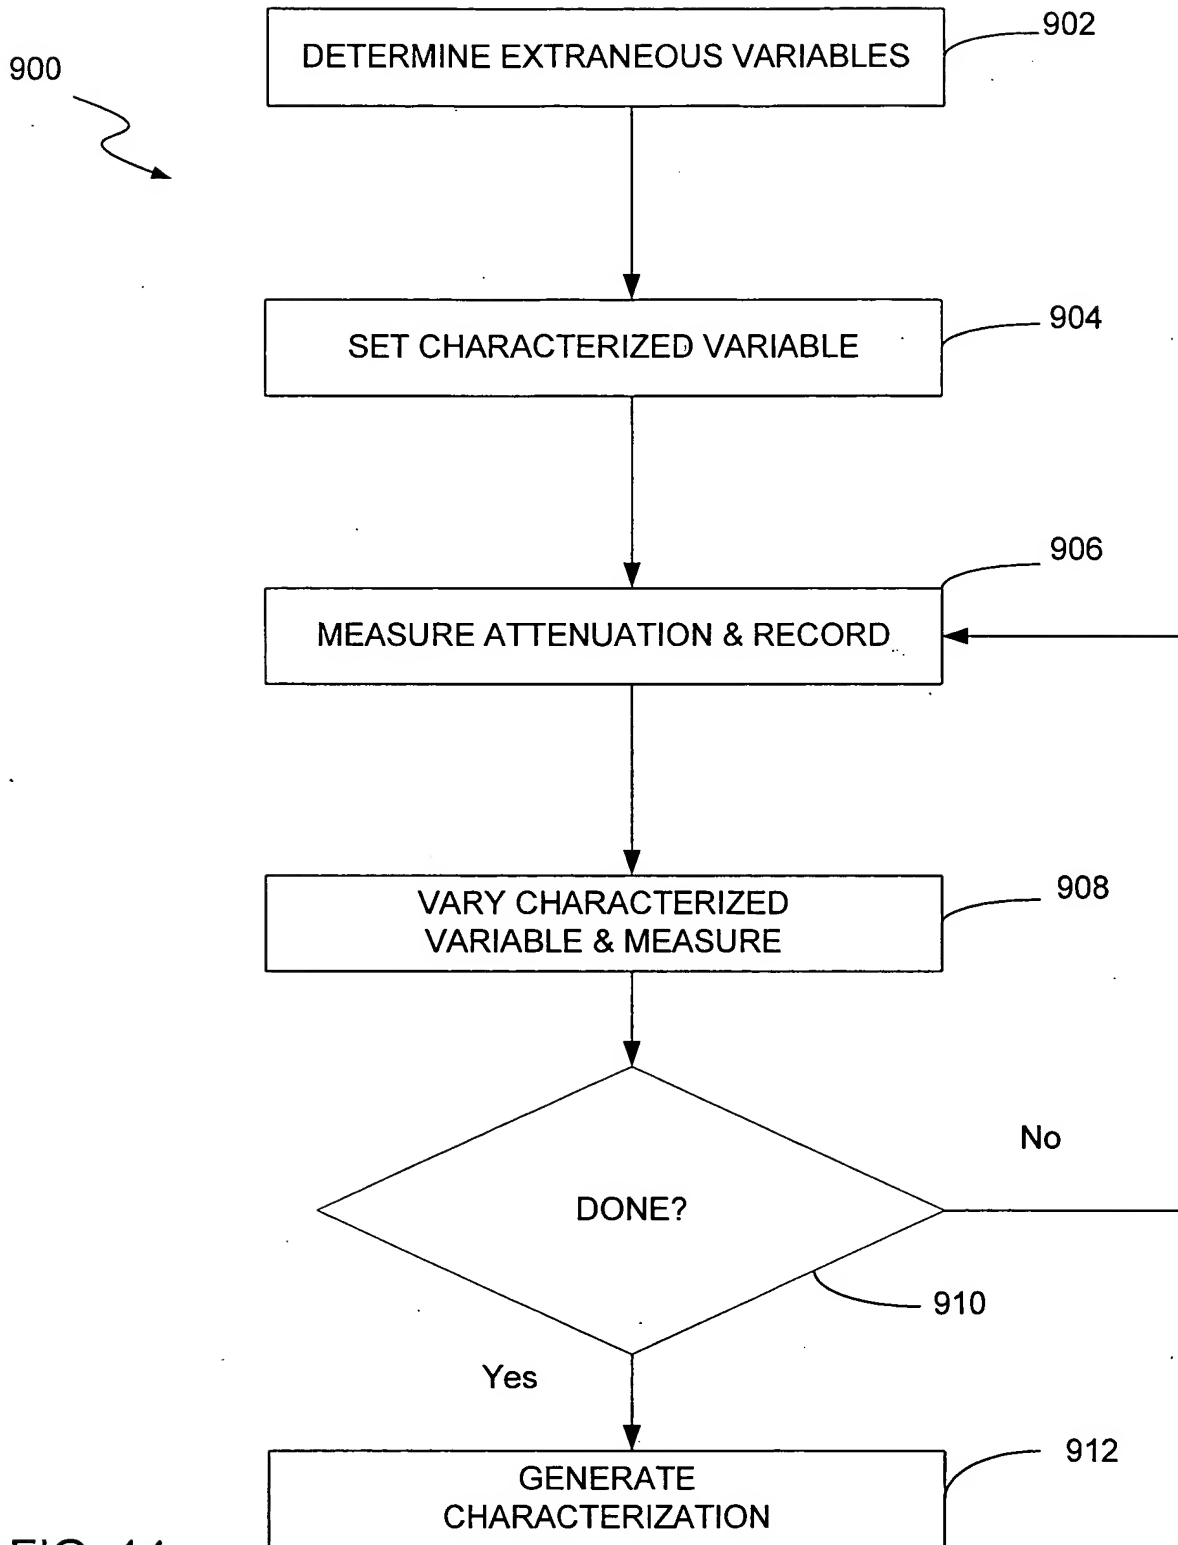 902
DETERMINE EXTRANEOUS VARIABLES
900
904
SET CHARACTERIZED VARIABLE
906
MEASURE ATTENUATION & RECORD
908
VARY CHARACTERIZED
VARIABLE & MEASURE
No
DONE?
910
Yes
912
GENERATE
CHARACTERIZATION